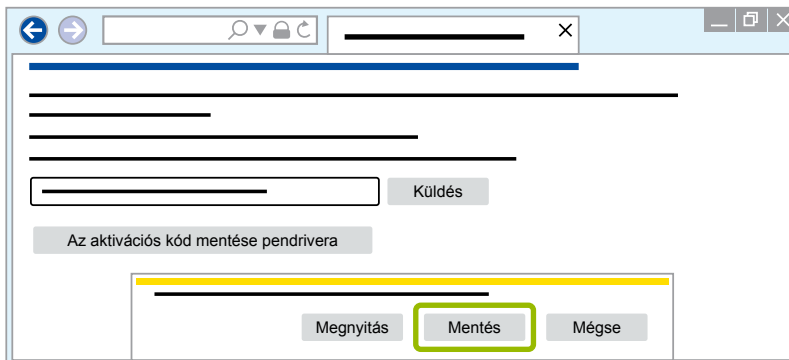 Küldés
Az aktivációs kód mentése pendrivera
Megnyitás Mentés Mégse